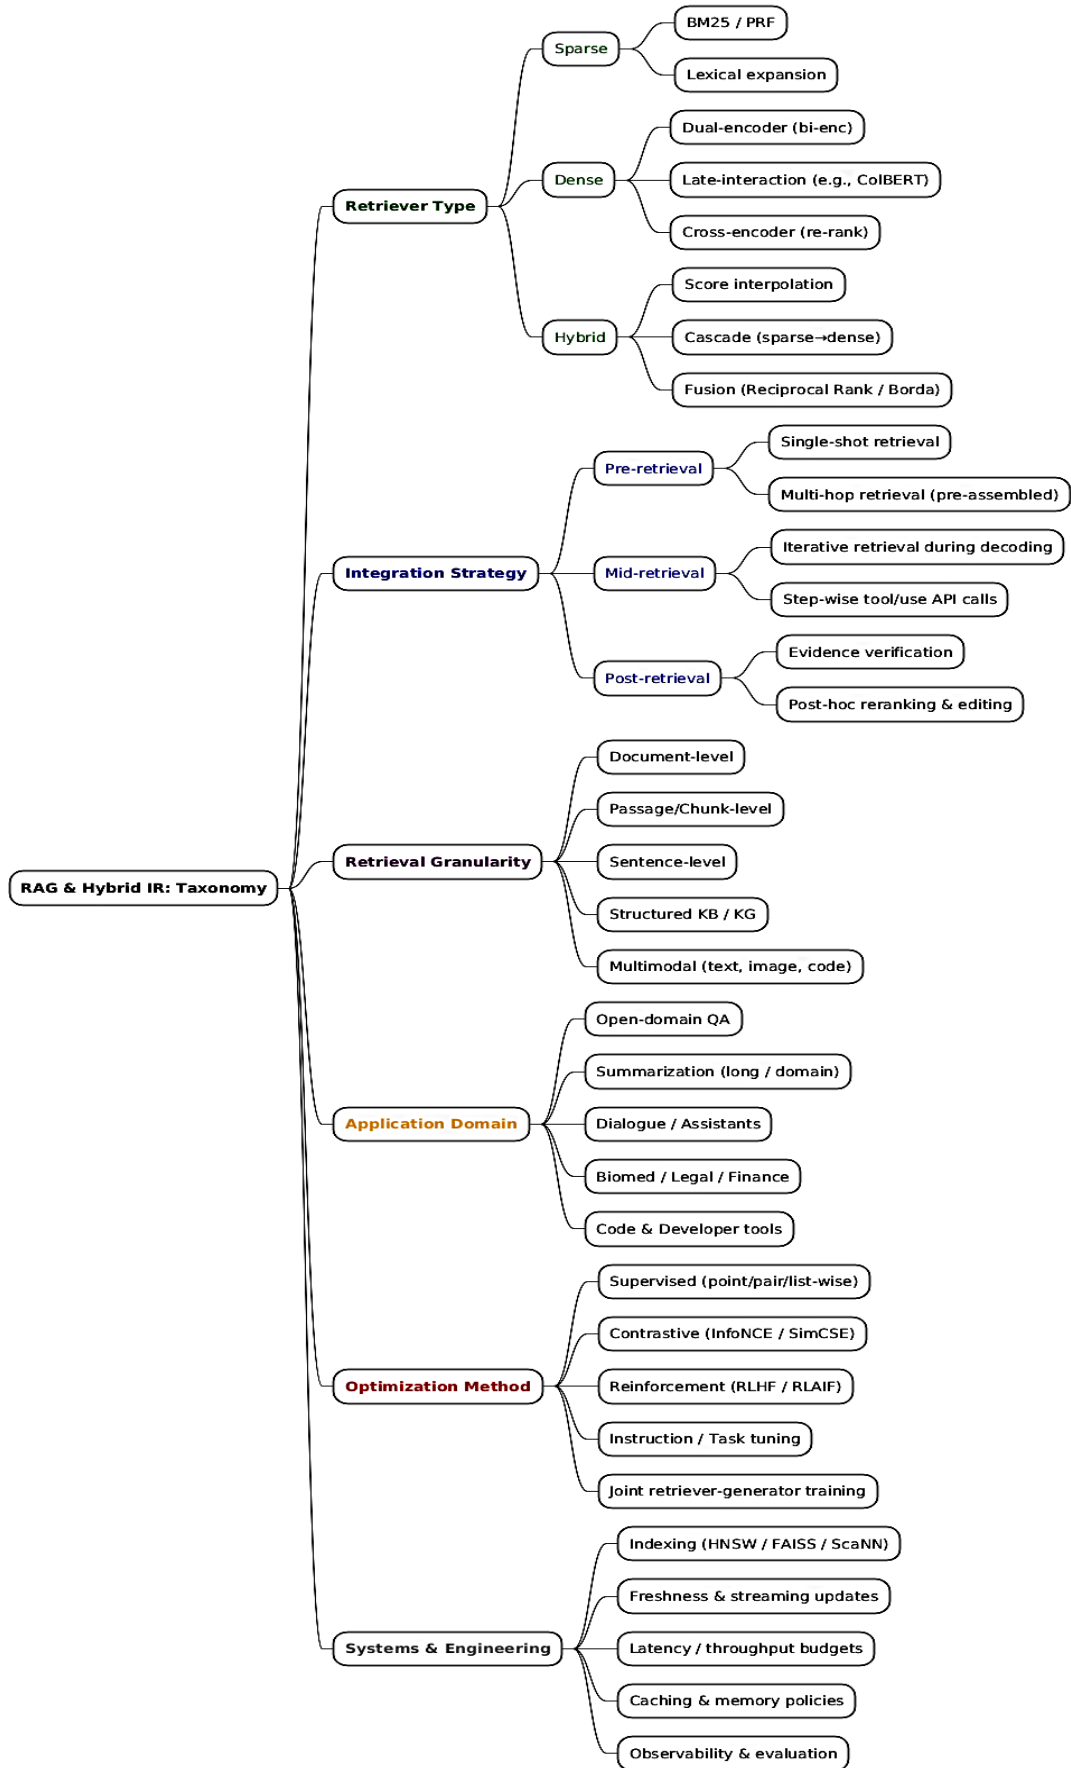 RAG & Hybrid IR: Taxonomy
Retriever Type
Sparse
BM25 / PRF
Lexical expansion
Dense
Dual-encoder (bi-enc)
Late-interaction (e.g., ColBERT)
Cross-encoder (re-rank)
Hybrid
Score interpolation
Cascade (sparse→dense)
Fusion (Reciprocal Rank / Borda)
Integration Strategy
Pre-retrieval
Single-shot retrieval
Multi-hop retrieval (pre-assembled)
Mid-retrieval
Iterative retrieval during decoding
Step-wise tool/use API calls
Post-retrieval
Evidence verification
Post-hoc reranking & editing
Retrieval Granularity
Document-level
Passage/Chunk-level
Sentence-level
Structured KB / KG
Multimodal (text, image, code)
Application Domain
Open-domain QA
Summarization (long / domain)
Dialogue / Assistants
Biomed / Legal / Finance
Code & Developer tools
Optimization Method
Supervised (point/pair/list-wise)
Contrastive (InfoNCE / SimCSE)
Reinforcement (RLHF / RLAIF)
Instruction / Task tuning
Joint retriever-generator training
Systems & Engineering
Indexing (HNSW / FAISS / ScaNN)
Freshness & streaming updates
Latency / throughput budgets
Caching & memory policies
Observability & evaluation